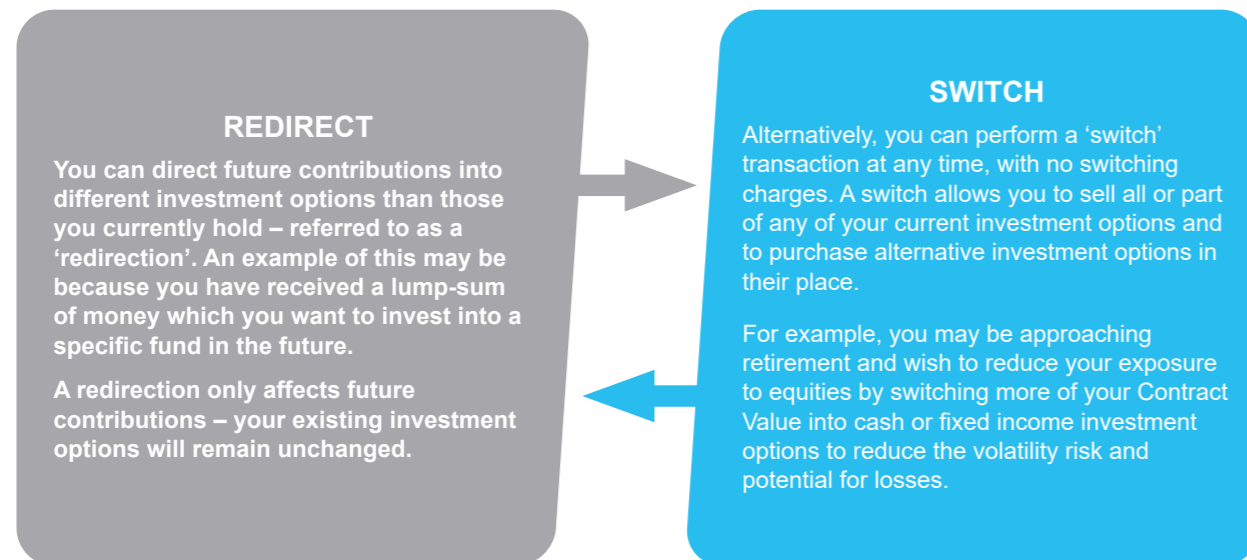 REDIRECT
You can direct future contributions into
different investment options than those
you currently hold – referred to as a
‘redirection’. An example of this may be
because you have received a lump-sum
of money which you want to invest into a
specific fund in the future.
A redirection only affects future
contributions – your existing investment
options will remain unchanged.
SWITCH
Alternatively, you can perform a ‘switch’
transaction at any time, with no switching
charges. A switch allows you to sell all or part
of any of your current investment options and
to purchase alternative investment options in
their place.
For example, you may be approaching
retirement and wish to reduce your exposure
to equities by switching more of your Contract
Value into cash or fixed income investment
options to reduce the volatility risk and
potential for losses.